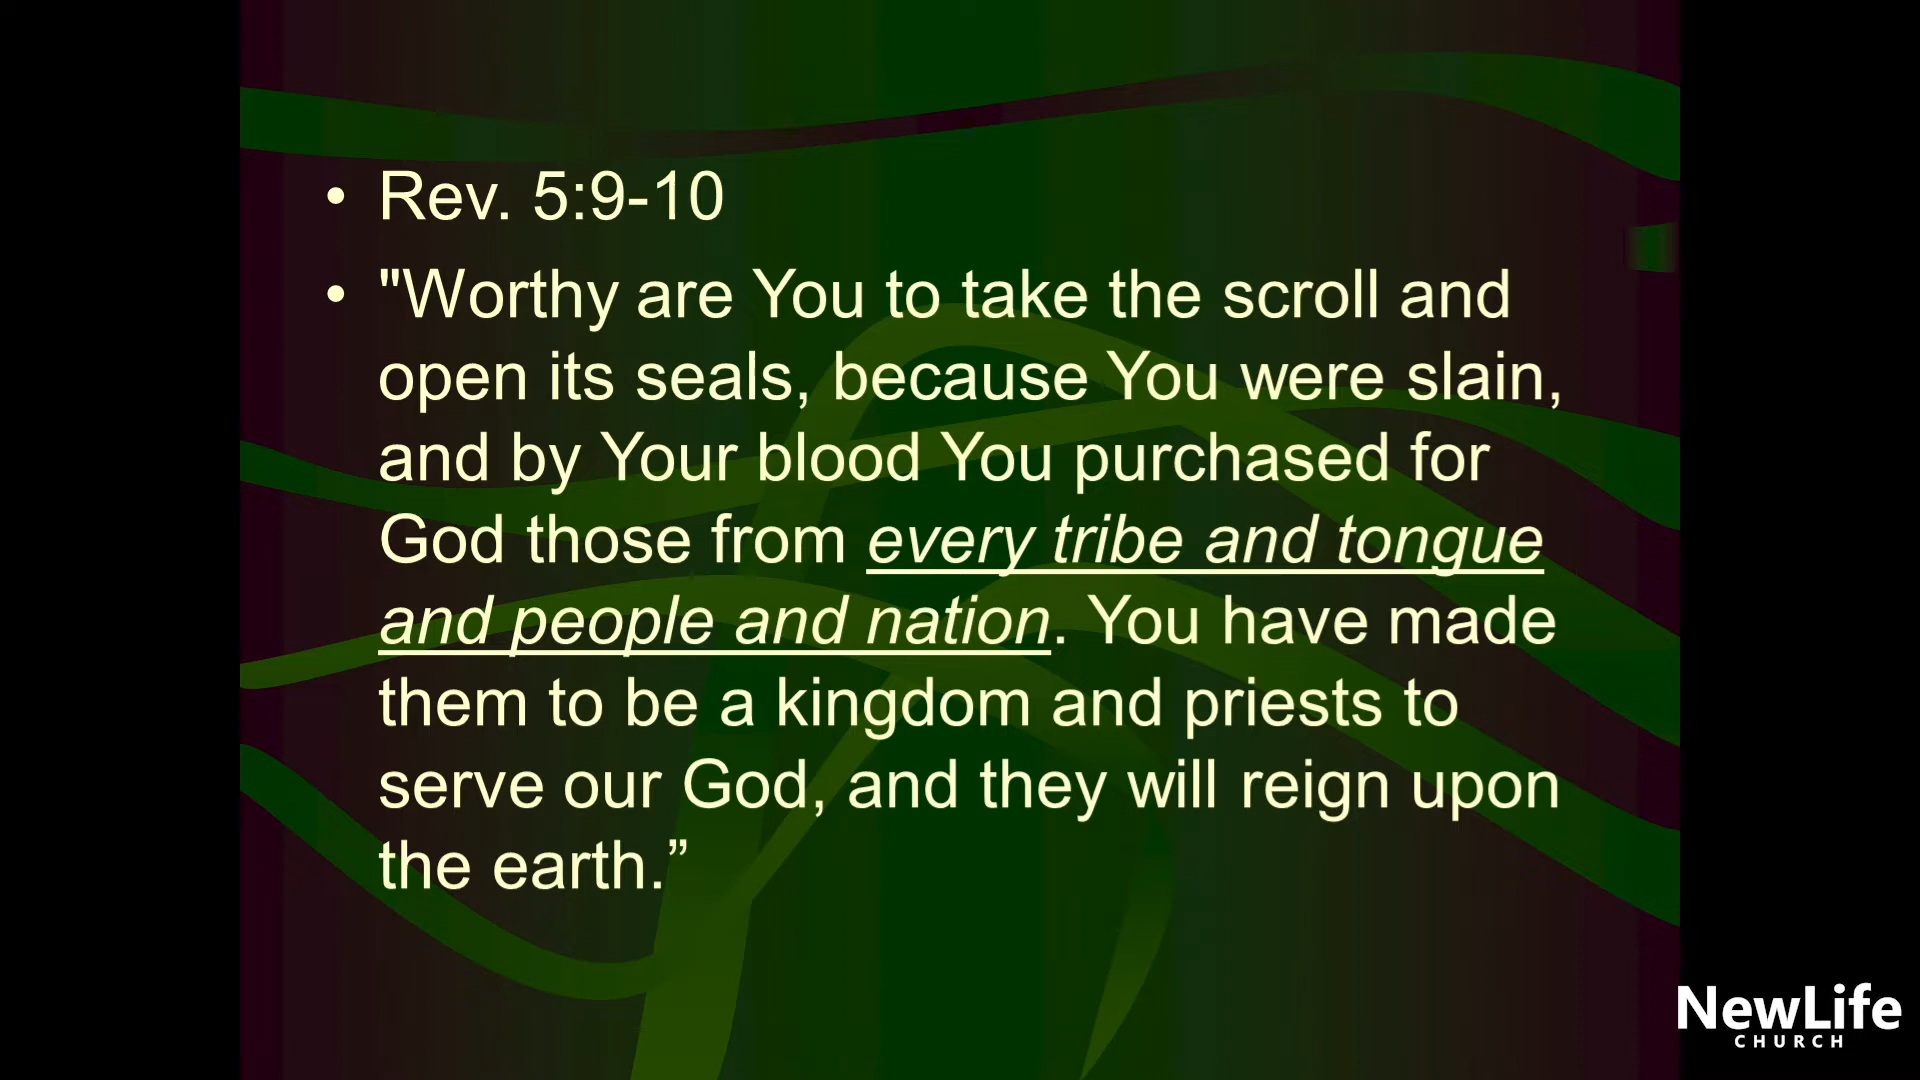 • Rev. 5:9-10
• "Worthy are You to take the scroll and
open its seals, because You were slain,
and by Your blood You purchased for
God those from every tribe and tongue
and people and nation. You have made
them to be a kingdom and priests to
serve our God, and they will reign upon
the earth.”
NewLife
CHURCH